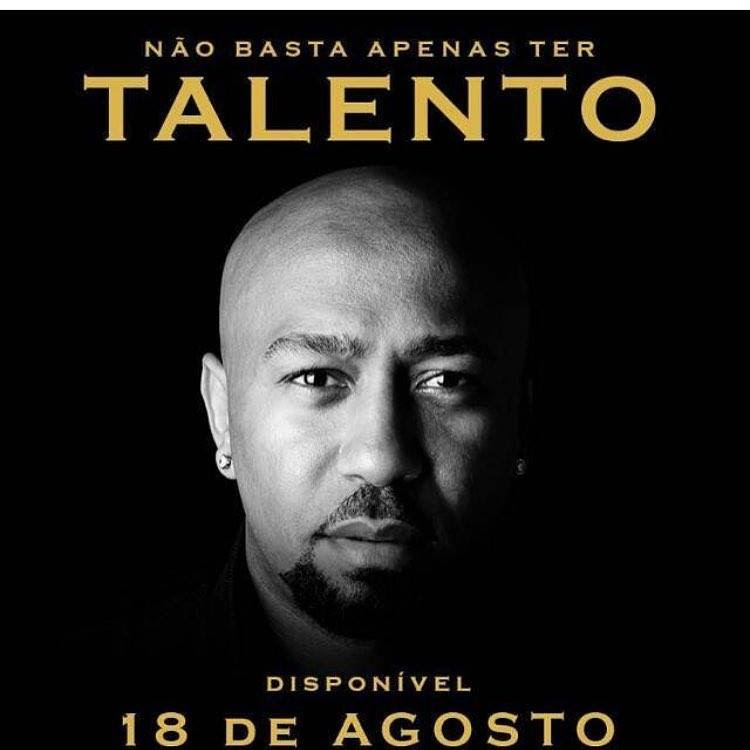 NÃO BASTA APENAS TER
TALENTO
DISPONÍVEL
18 DE AGOSTO